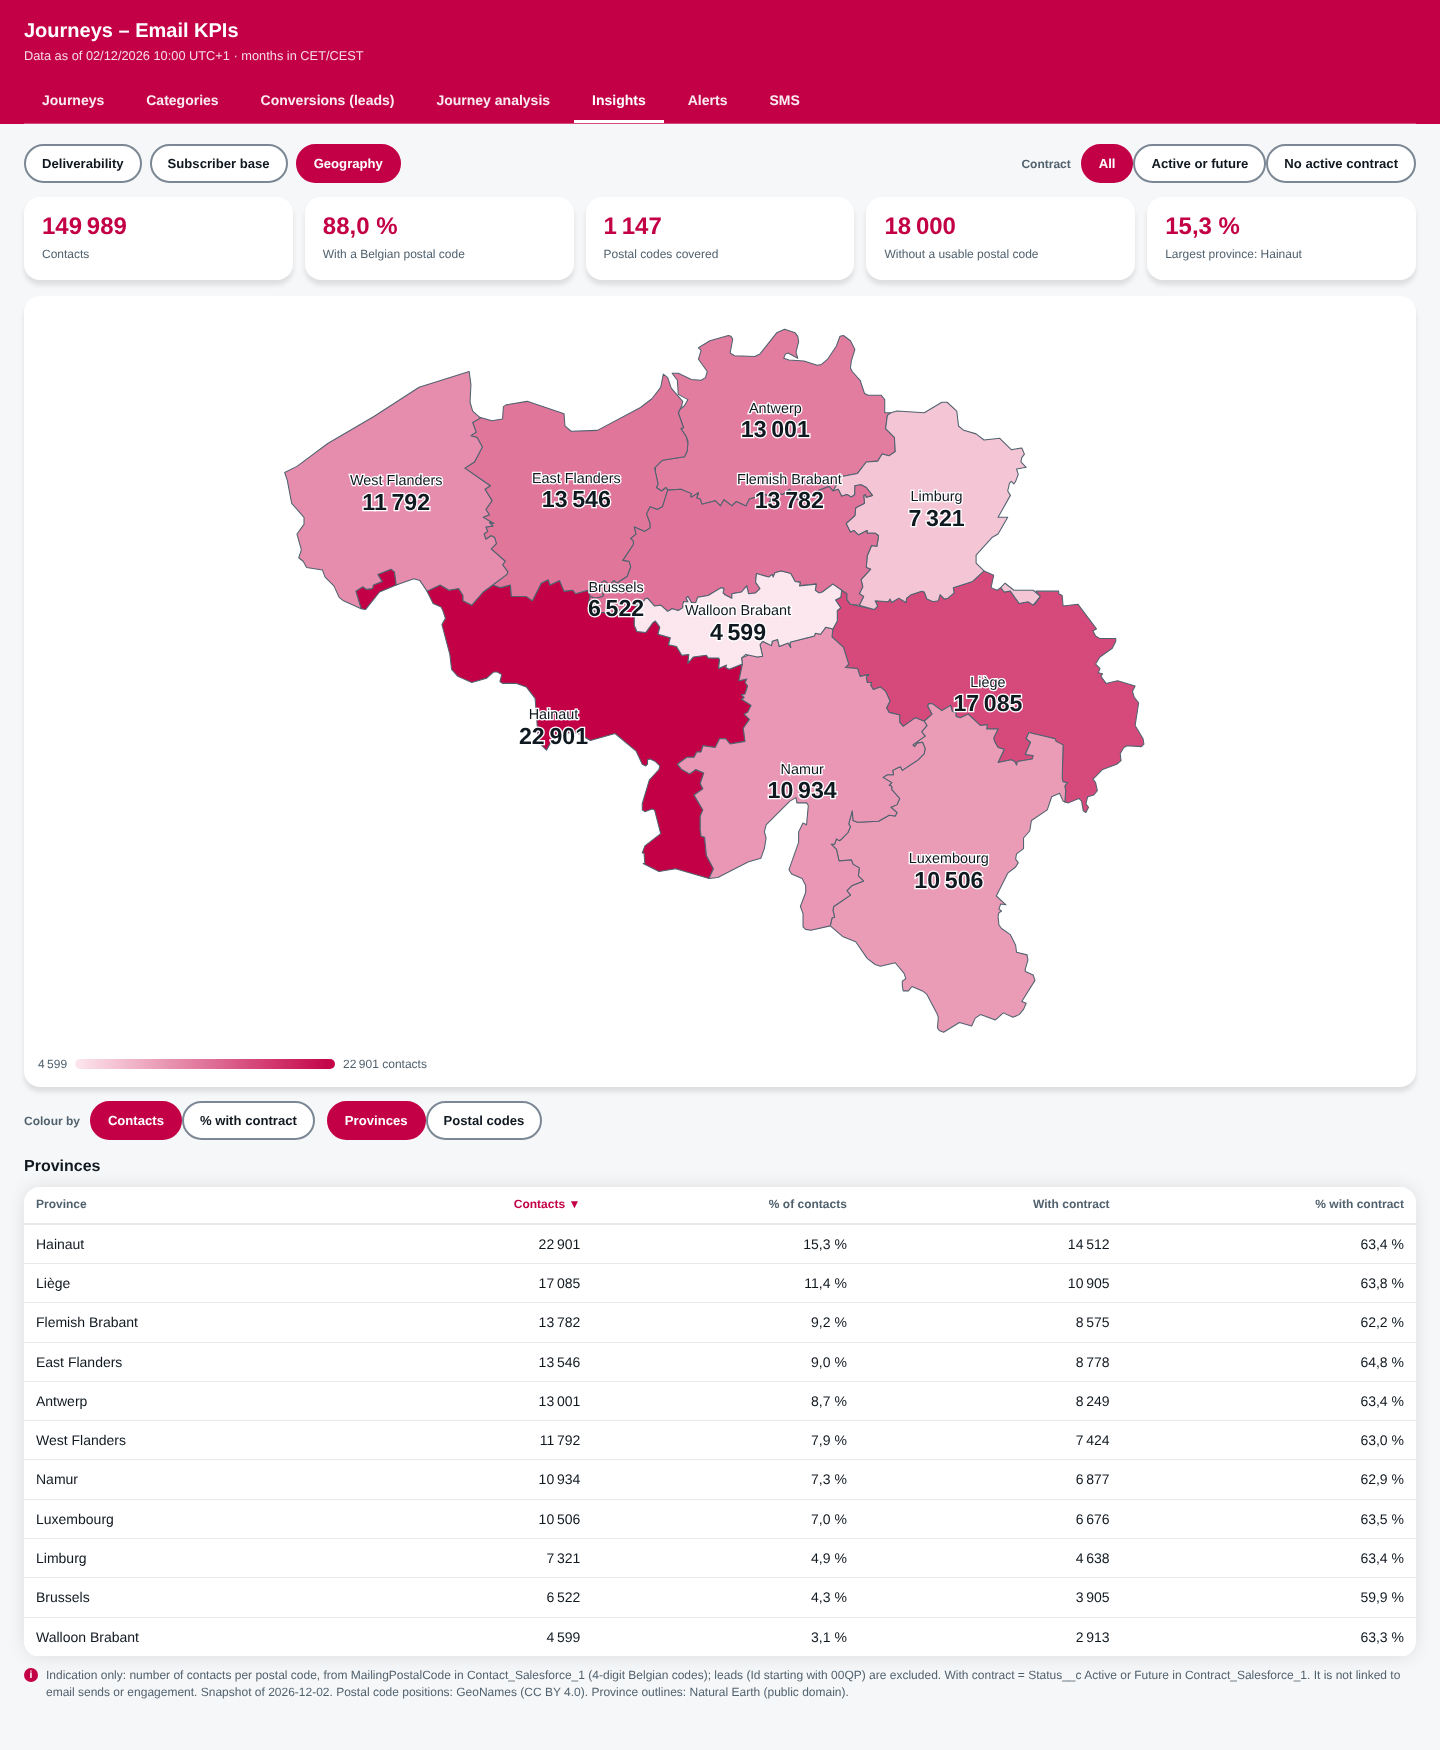 Journeys – Email KPIs
Data as of 02/12/2026 10:00 UTC+1 · months in CET/CEST
Journeys Categories Conversions (leads) Journey analysis Insights Alerts SMS
Deliverability Subscriber base Geography Contract All Active or future No active contract
149 989 88,0 % 1 147 18 000 15,3 %
Contacts With a Belgian postal code Postal codes covered Without a usable postal code Largest province: Hainaut
Antwerp
13 001
West Flanders
11 792
East Flanders
13 546
Flemish Brabant
13 782
Limburg
7 321
Brussels
6 522
Walloon Brabant
4 599
Liège
17 085
Hainaut
22 901
Namur
10 934
Luxembourg
10 506
4 599 22 901 contacts
Colour by Contacts % with contract Provinces Postal codes
Provinces
Province Contacts ▼ % of contacts With contract % with contract
Hainaut 22 901 15,3 % 14 512 63,4 %
Liège 17 085 11,4 % 10 905 63,8 %
Flemish Brabant 13 782 9,2 % 8 575 62,2 %
East Flanders 13 546 9,0 % 8 778 64,8 %
Antwerp 13 001 8,7 % 8 249 63,4 %
West Flanders 11 792 7,9 % 7 424 63,0 %
Namur 10 934 7,3 % 6 877 62,9 %
Luxembourg 10 506 7,0 % 6 676 63,5 %
Limburg 7 321 4,9 % 4 638 63,4 %
Brussels 6 522 4,3 % 3 905 59,9 %
Walloon Brabant 4 599 3,1 % 2 913 63,3 %
i Indication only: number of contacts per postal code, from MailingPostalCode in Contact_Salesforce_1 (4-digit Belgian codes); leads (Id starting with 00QP) are excluded. With contract = Status__c Active or Future in Contract_Salesforce_1. It is not linked to
email sends or engagement. Snapshot of 2026-12-02. Postal code positions: GeoNames (CC BY 4.0). Province outlines: Natural Earth (public domain).